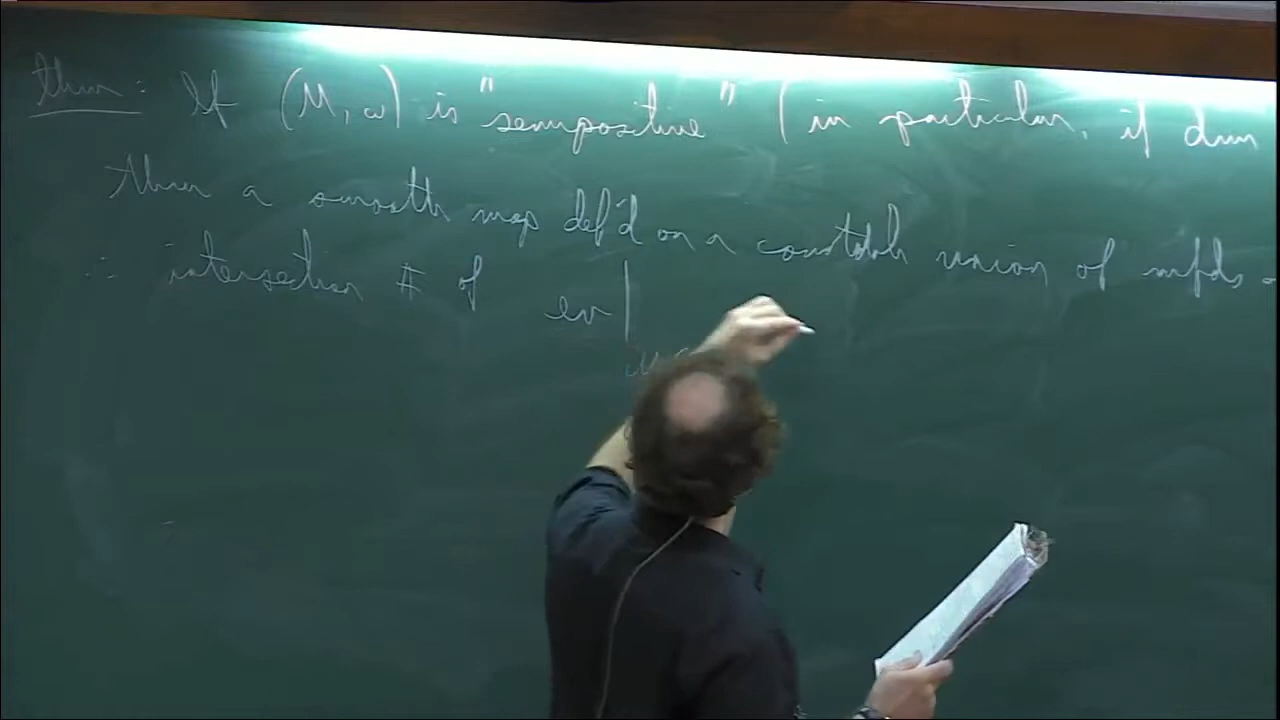 thm: If (M, ω) is "semipositive" (in particular, if dim
then a smooth map def'd on a countable union of mfds
∴ intersection # of ev|